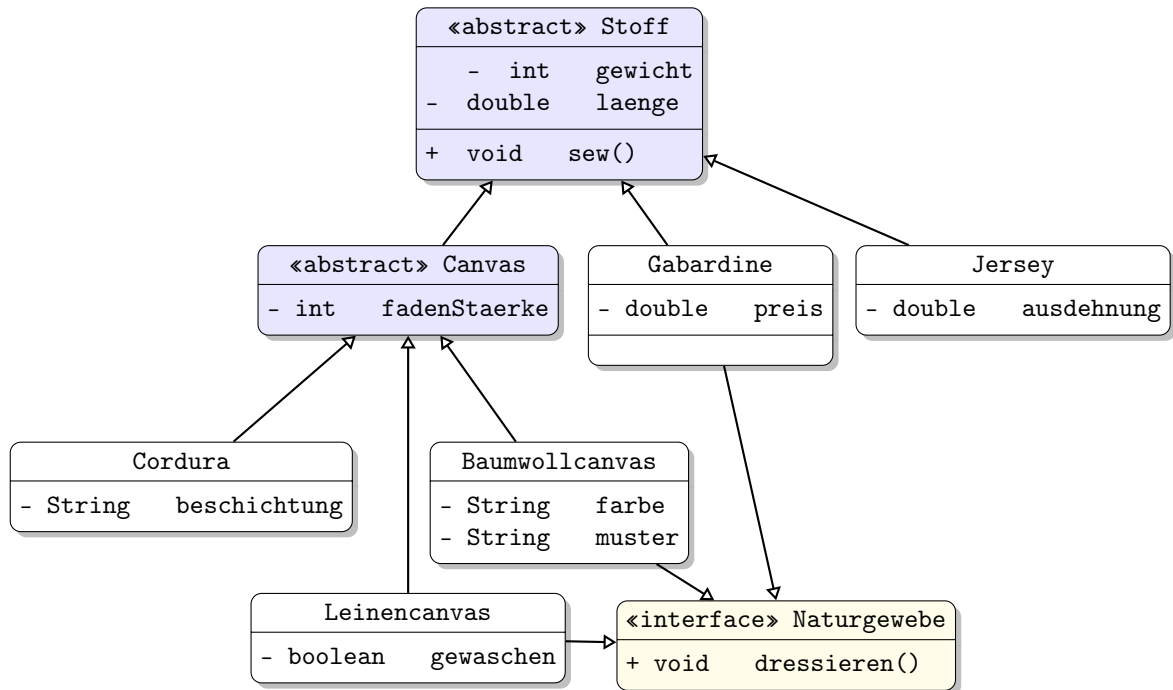 «abstract» Stoff
- int gewicht
- double laenge
+ void sew()
«abstract» Canvas
- int fadenStaerke
Gabardine
- double preis
Jersey
- double ausdehnung
Cordura
- String beschichtung
Baumwollcanvas
- String farbe
- String muster
Leinencanvas
- boolean gewaschen
«interface» Naturgewebe
+ void dressieren()